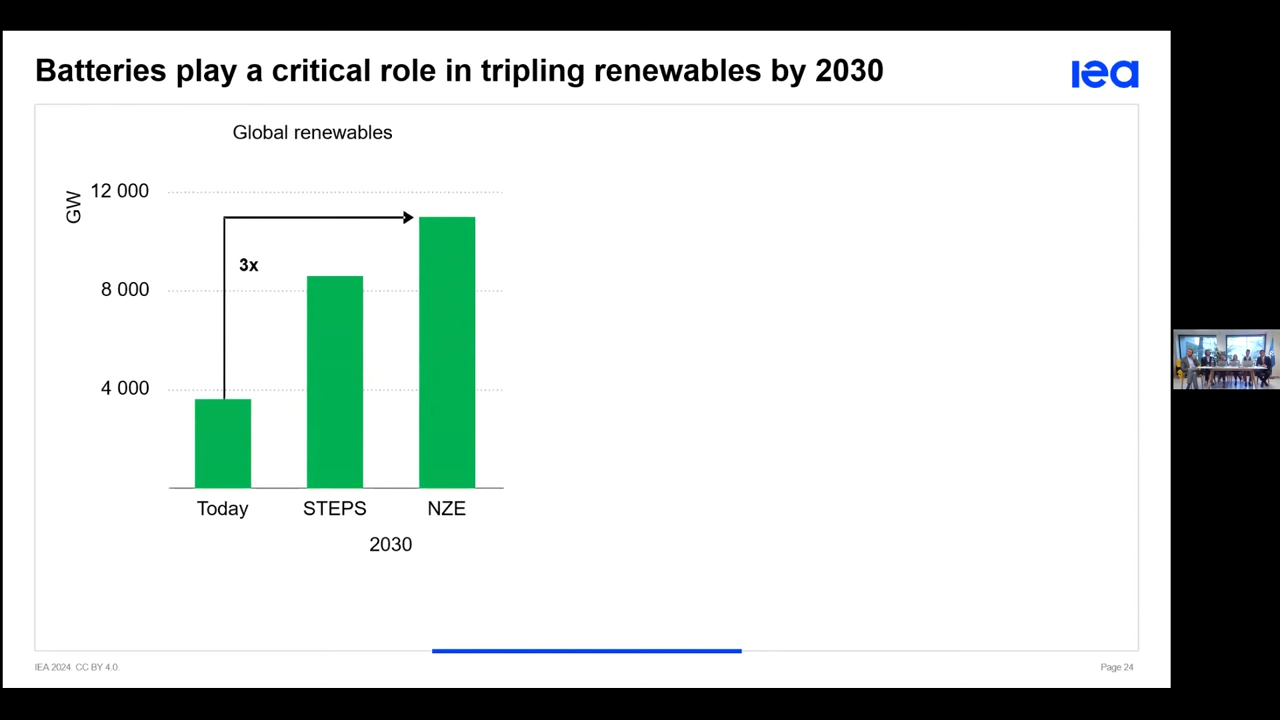 Batteries play a critical role in tripling renewables by 2030
iea
Global renewables
GW
12 000
8 000
4 000
3x
Today
STEPS
NZE
2030
IEA 2024. CC BY 4.0.
Page 24